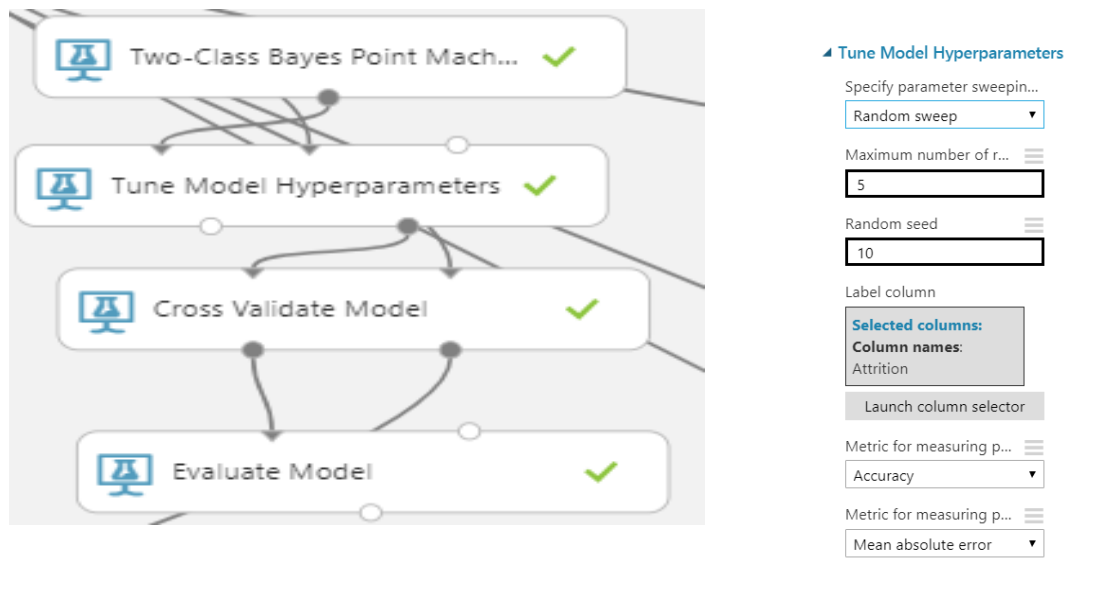 Two-Class Bayes Point Mach...
Tune Model Hyperparameters
Cross Validate Model
Evaluate Model
Tune Model Hyperparameters
Specify parameter sweepin...
Random sweep
Maximum number of r...
5
Random seed
10
Label column
Selected columns:
Column names:
Attrition
Launch column selector
Metric for measuring p...
Accuracy
Metric for measuring p...
Mean absolute error